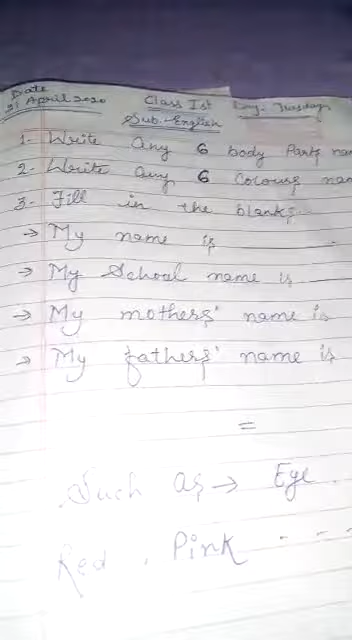 Date
21 April 2020 Class Ist Day- Tuesday
Sub- English
1- Write Any 6 body Parts nam
2- Write any 6 Colours nam
3- Fill in the blanks.
→ My name is
→ My School name is
→ My mothers' name is
→ My fathers' name is
=
Such as → Eye.
Red, Pink - - -